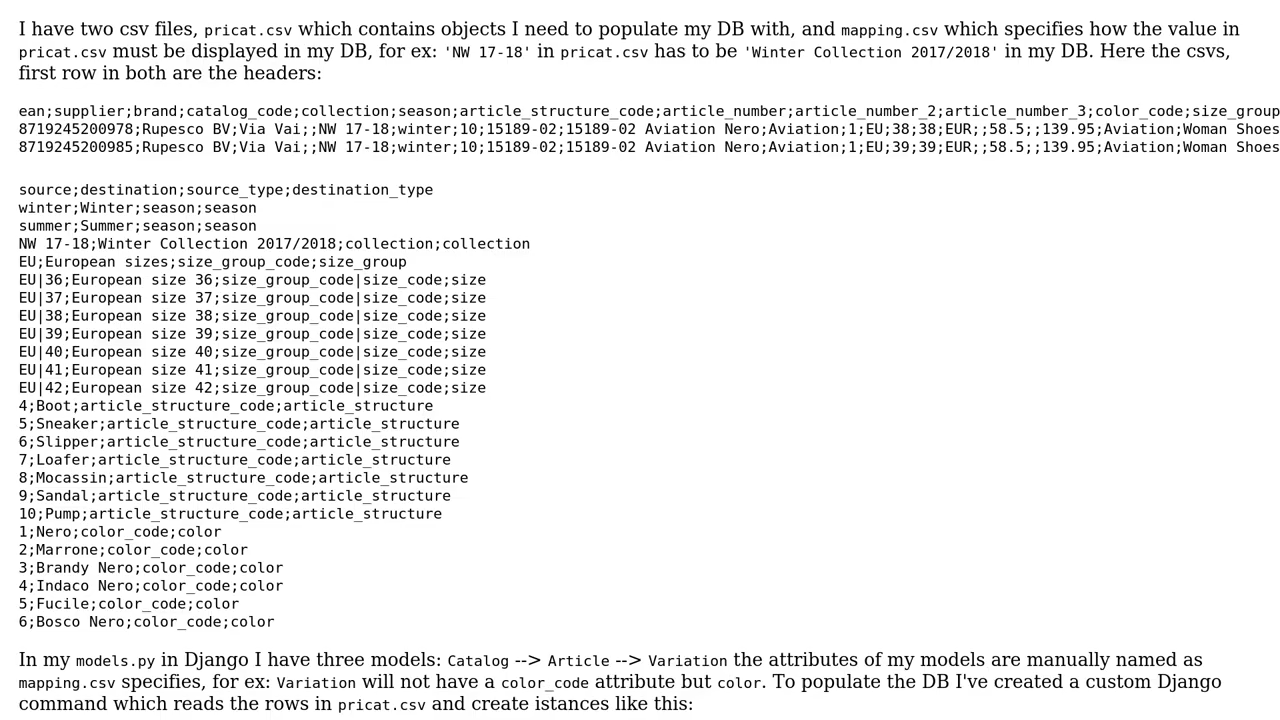 I have two csv files, pricat.csv which contains objects I need to populate my DB with, and mapping.csv which specifies how the value in
pricat.csv must be displayed in my DB, for ex: 'NW 17-18' in pricat.csv has to be 'Winter Collection 2017/2018' in my DB. Here the csvs,
first row in both are the headers:
ean;supplier;brand;catalog_code;collection;season;article_structure_code;article_number;article_number_2;article_number_3;color_code;size_group
8719245200978;Rupesco BV;Via Vai;;NW 17-18;winter;10;15189-02;15189-02 Aviation Nero;Aviation;1;EU;38;38;EUR;;58.5;;139.95;Aviation;Woman Shoes
8719245200985;Rupesco BV;Via Vai;;NW 17-18;winter;10;15189-02;15189-02 Aviation Nero;Aviation;1;EU;39;39;EUR;;58.5;;139.95;Aviation;Woman Shoes
source;destination;source_type;destination_type
winter;Winter;season;season
summer;Summer;season;season
NW 17-18;Winter Collection 2017/2018;collection;collection
EU;European sizes;size_group_code;size_group
EU|36;European size 36;size_group_code|size_code;size
EU|37;European size 37;size_group_code|size_code;size
EU|38;European size 38;size_group_code|size_code;size
EU|39;European size 39;size_group_code|size_code;size
EU|40;European size 40;size_group_code|size_code;size
EU|41;European size 41;size_group_code|size_code;size
EU|42;European size 42;size_group_code|size_code;size
4;Boot;article_structure_code;article_structure
5;Sneaker;article_structure_code;article_structure
6;Slipper;article_structure_code;article_structure
7;Loafer;article_structure_code;article_structure
8;Mocassin;article_structure_code;article_structure
9;Sandal;article_structure_code;article_structure
10;Pump;article_structure_code;article_structure
1;Nero;color_code;color
2;Marrone;color_code;color
3;Brandy Nero;color_code;color
4;Indaco Nero;color_code;color
5;Fucile;color_code;color
6;Bosco Nero;color_code;color
In my models.py in Django I have three models: Catalog --> Article --> Variation the attributes of my models are manually named as
mapping.csv specifies, for ex: Variation will not have a color_code attribute but color. To populate the DB I've created a custom Django
command which reads the rows in pricat.csv and create istances like this: